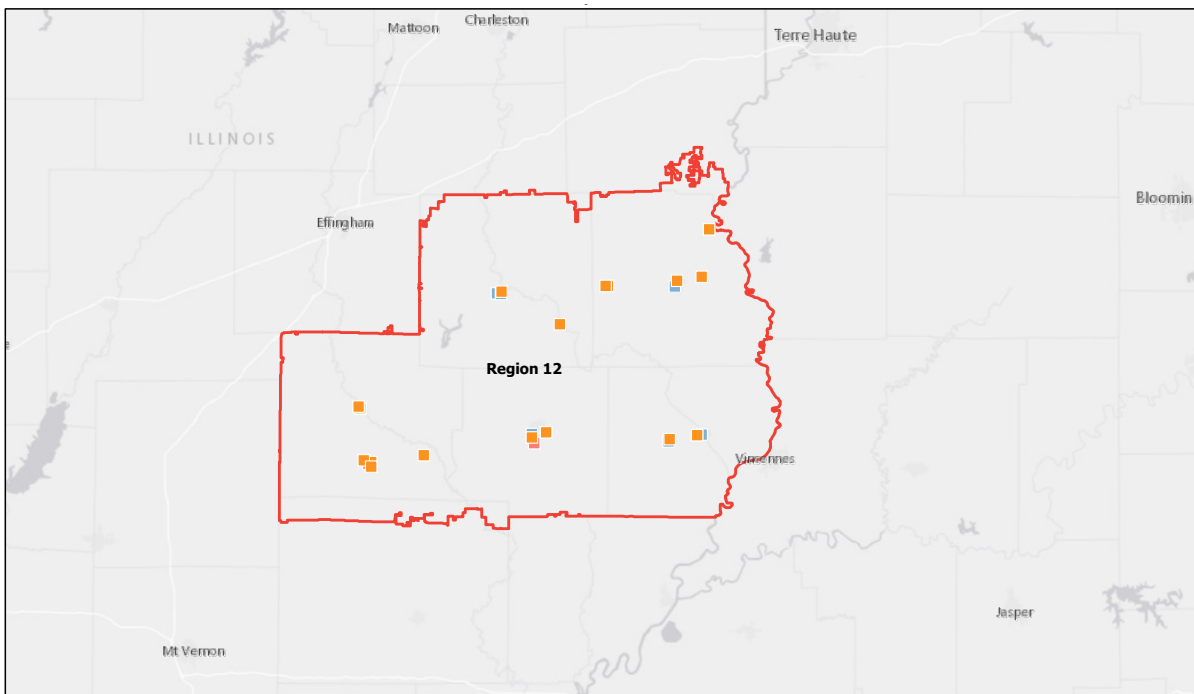 Charleston
Mattoon
Terre Haute
ILLINOIS
Bloomin
Effingham
Region 12
Vincennes
Jasper
Mt Vernon